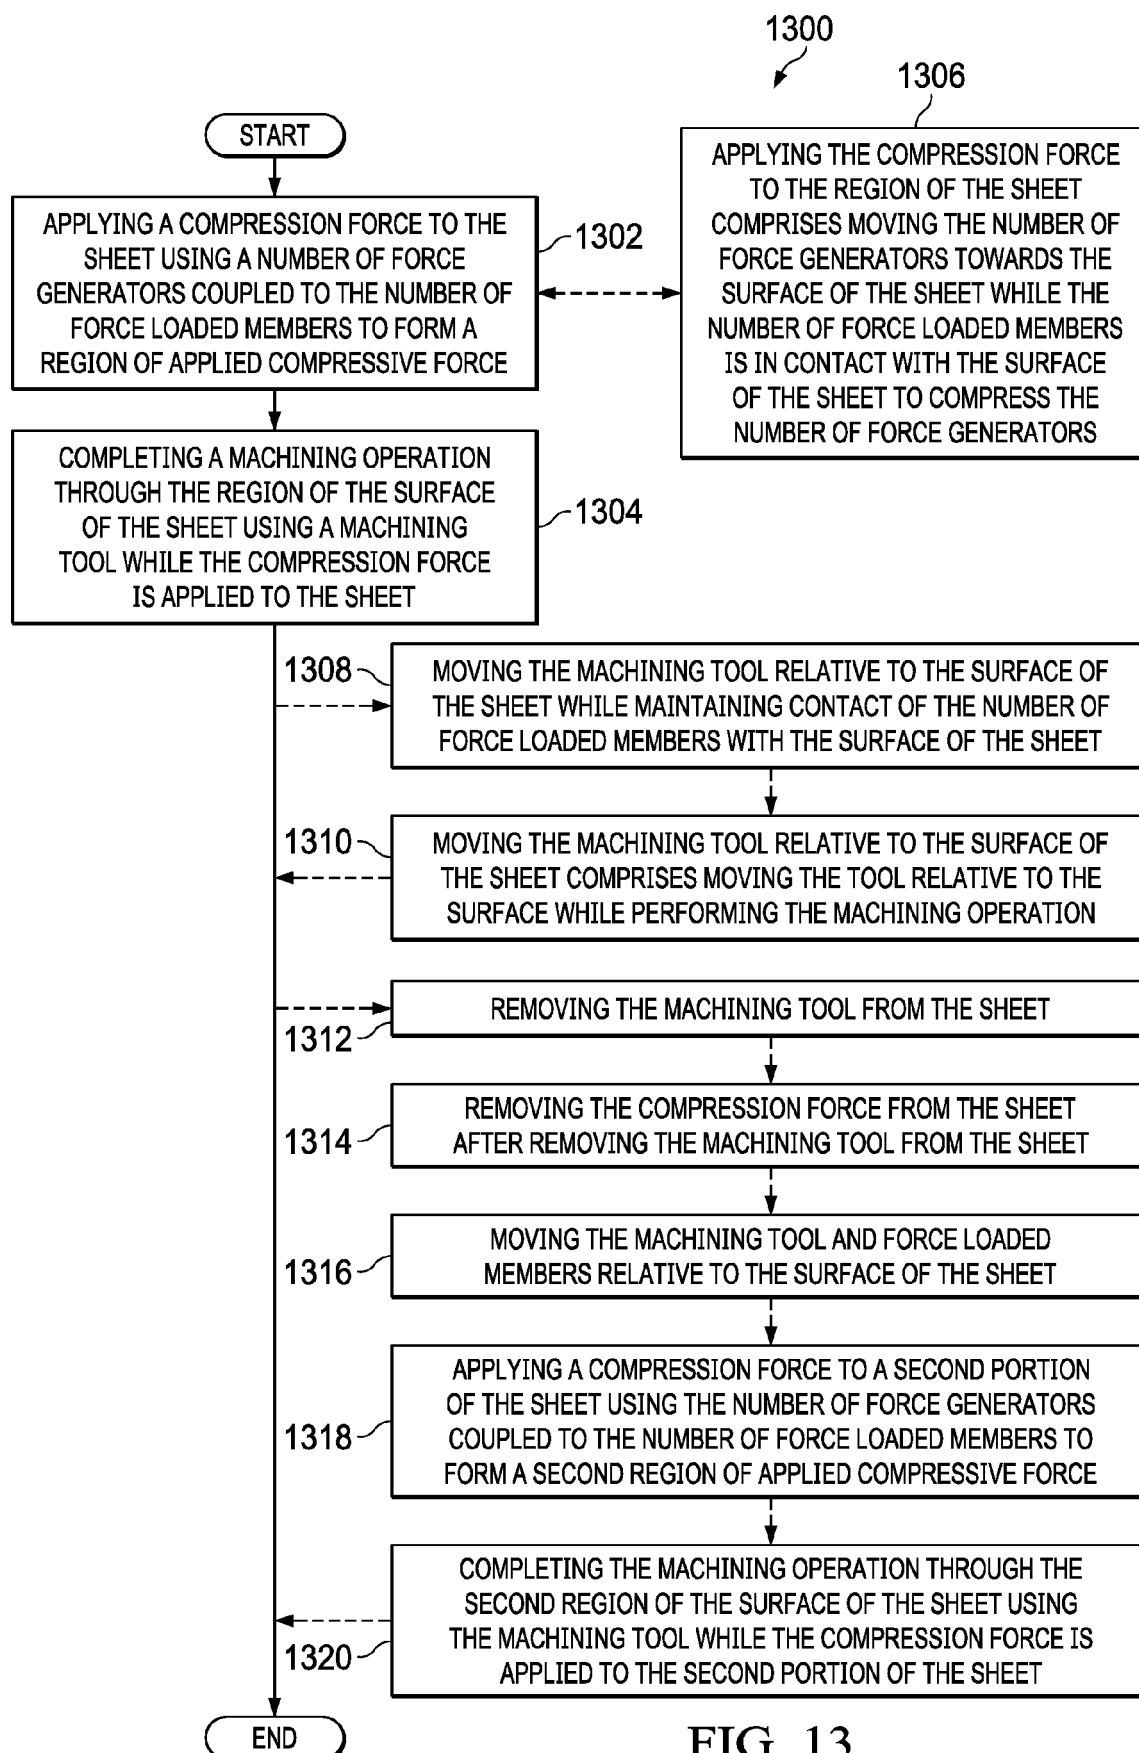 1300
1306
START
APPLYING A COMPRESSION FORCE TO THE
SHEET USING A NUMBER OF FORCE
GENERATORS COUPLED TO THE NUMBER OF
FORCE LOADED MEMBERS TO FORM A
REGION OF APPLIED COMPRESSIVE FORCE
1302
APPLYING THE COMPRESSION FORCE
TO THE REGION OF THE SHEET
COMPRISES MOVING THE NUMBER OF
FORCE GENERATORS TOWARDS THE
SURFACE OF THE SHEET WHILE THE
NUMBER OF FORCE LOADED MEMBERS
IS IN CONTACT WITH THE SURFACE
OF THE SHEET TO COMPRESS THE
NUMBER OF FORCE GENERATORS
COMPLETING A MACHINING OPERATION
THROUGH THE REGION OF THE SURFACE
OF THE SHEET USING A MACHINING
TOOL WHILE THE COMPRESSION FORCE
IS APPLIED TO THE SHEET
1304
1308
MOVING THE MACHINING TOOL RELATIVE TO THE SURFACE OF
THE SHEET WHILE MAINTAINING CONTACT OF THE NUMBER OF
FORCE LOADED MEMBERS WITH THE SURFACE OF THE SHEET
1310
MOVING THE MACHINING TOOL RELATIVE TO THE SURFACE OF
THE SHEET COMPRISES MOVING THE TOOL RELATIVE TO THE
SURFACE WHILE PERFORMING THE MACHINING OPERATION
REMOVING THE MACHINING TOOL FROM THE SHEET
1312
REMOVING THE COMPRESSION FORCE FROM THE SHEET
AFTER REMOVING THE MACHINING TOOL FROM THE SHEET
1314
MOVING THE MACHINING TOOL AND FORCE LOADED
MEMBERS RELATIVE TO THE SURFACE OF THE SHEET
1316
APPLYING A COMPRESSION FORCE TO A SECOND PORTION
OF THE SHEET USING THE NUMBER OF FORCE GENERATORS
COUPLED TO THE NUMBER OF FORCE LOADED MEMBERS TO
FORM A SECOND REGION OF APPLIED COMPRESSIVE FORCE
1318
COMPLETING THE MACHINING OPERATION THROUGH THE
SECOND REGION OF THE SURFACE OF THE SHEET USING
THE MACHINING TOOL WHILE THE COMPRESSION FORCE IS
APPLIED TO THE SECOND PORTION OF THE SHEET
1320
END
FIG. 13